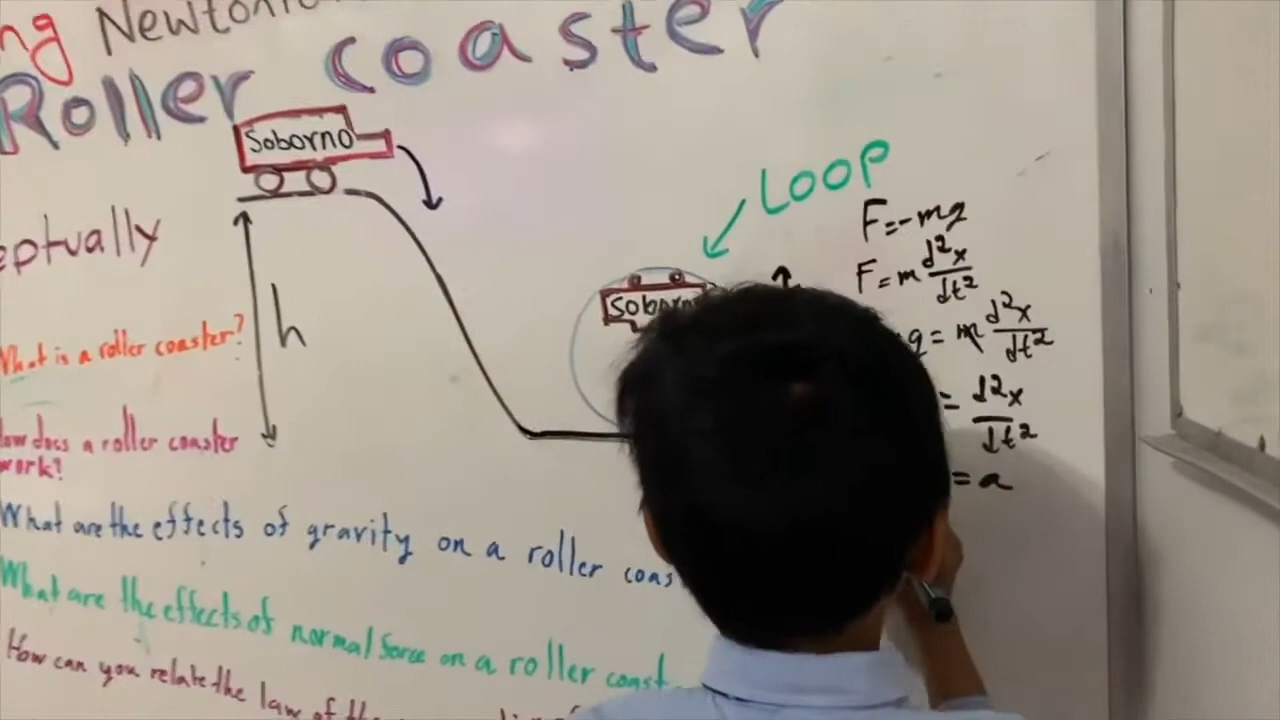 Newton
Roller coaster
Soborno
LOOP
F=-mg
h
F=m d²x/dt²
Sob
eptually
g = m d²x/dt²
What is a roller coaster?
= d²x/dt²
How does a roller coaster
work?
= a
What are the effects of gravity on a roller coas
What are the effects of normal force on a roller coast
How can you relate the law of the